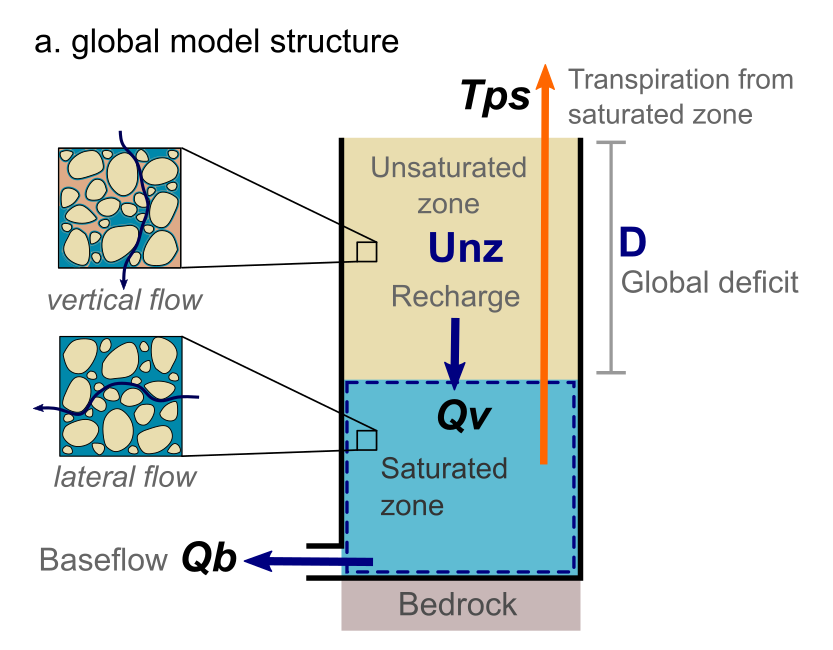 a. global model structure
Tps
Transpiration from
saturated zone
Unsaturated
zone
Unz
D
Global deficit
Recharge
vertical flow
Qv
Saturated
zone
lateral flow
Baseflow Qb
Bedrock